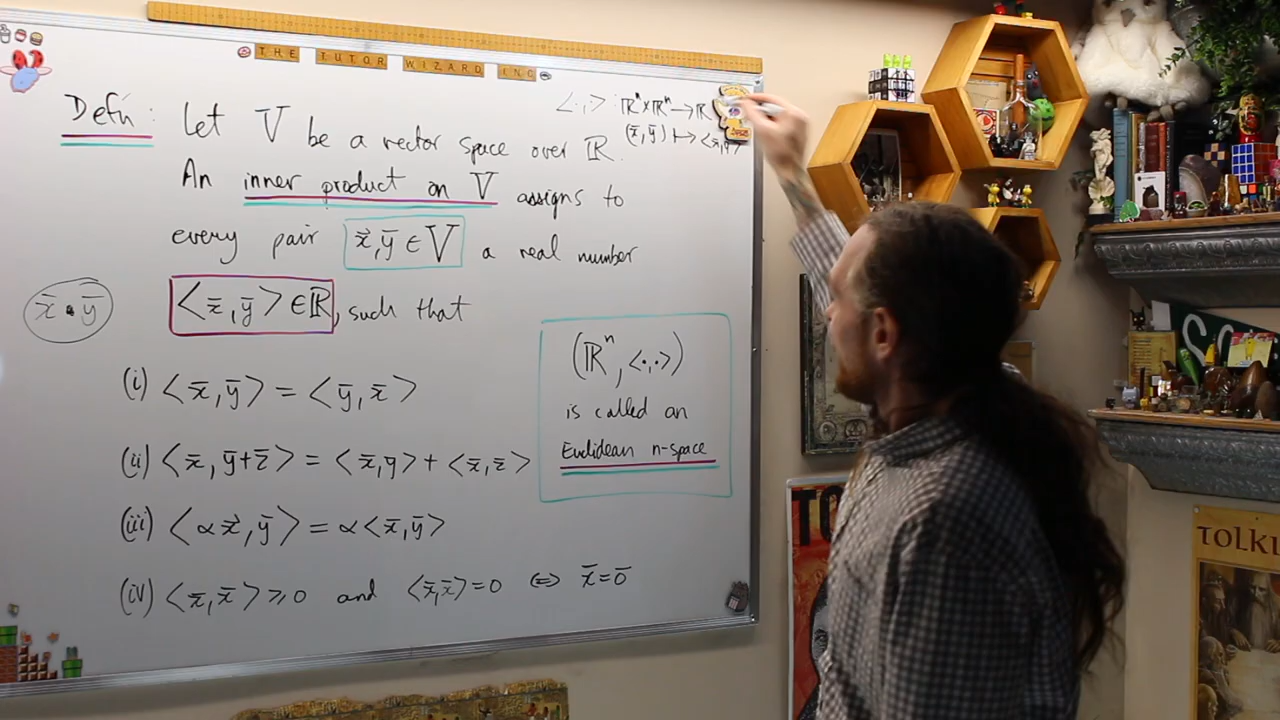 THE TUTOR WIZARD INC
<·,·> : ℝⁿ×ℝⁿ → ℝ
(x̄, ȳ) ↦ <x̄,ȳ>
Defn: Let V be a vector space over ℝ.
An inner product on V assigns to
every pair x⃗,ȳ ∈ V a real number
x̄ • ȳ
<x̄,ȳ> ∈ ℝ, such that
(i) <x̄,ȳ> = <ȳ,x̄>
(ii) <x̄,ȳ+z̄> = <x̄,y> + <x̄,z̄>
(iii) <αx⃗,ȳ> = α<x̄,ȳ>
(iv) <x̄,x̄> ⩾ 0 and <x̄,x̄> = 0 ⇔ x̄ = 0̄
(ℝⁿ, <·,·>)
is called an
Euclidean n-space
TO
TOLKI